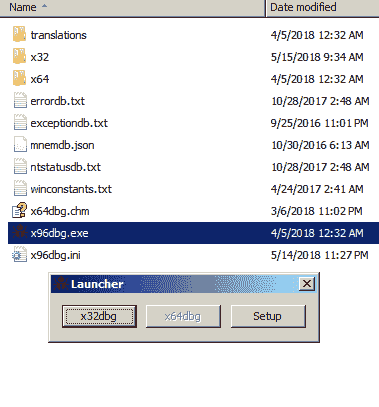 Name Date modified
translations 4/5/2018 12:32 AM
x32 5/15/2018 9:34 AM
x64 4/5/2018 12:32 AM
errordb.txt 10/28/2017 2:48 AM
exceptiondb.txt 9/25/2016 11:01 PM
mnemdb.json 10/30/2016 6:13 AM
ntstatusdb.txt 10/28/2017 2:48 AM
winconstants.txt 4/24/2017 2:41 AM
x64dbg.chm 3/6/2018 11:02 PM
x96dbg.exe 4/5/2018 12:32 AM
x96dbg.ini 5/14/2018 11:27 PM
Launcher
x32dbg x64dbg Setup